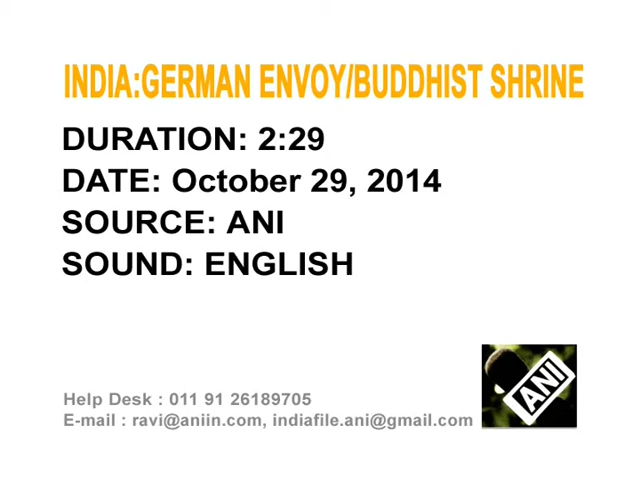 INDIA:GERMAN ENVOY/BUDDHIST SHRINE
DURATION: 2:29
DATE: October 29, 2014
SOURCE: ANI
SOUND: ENGLISH
Help Desk : 011 91 26189705
E-mail : ravi@aniin.com, indiafile.ani@gmail.com
ANI